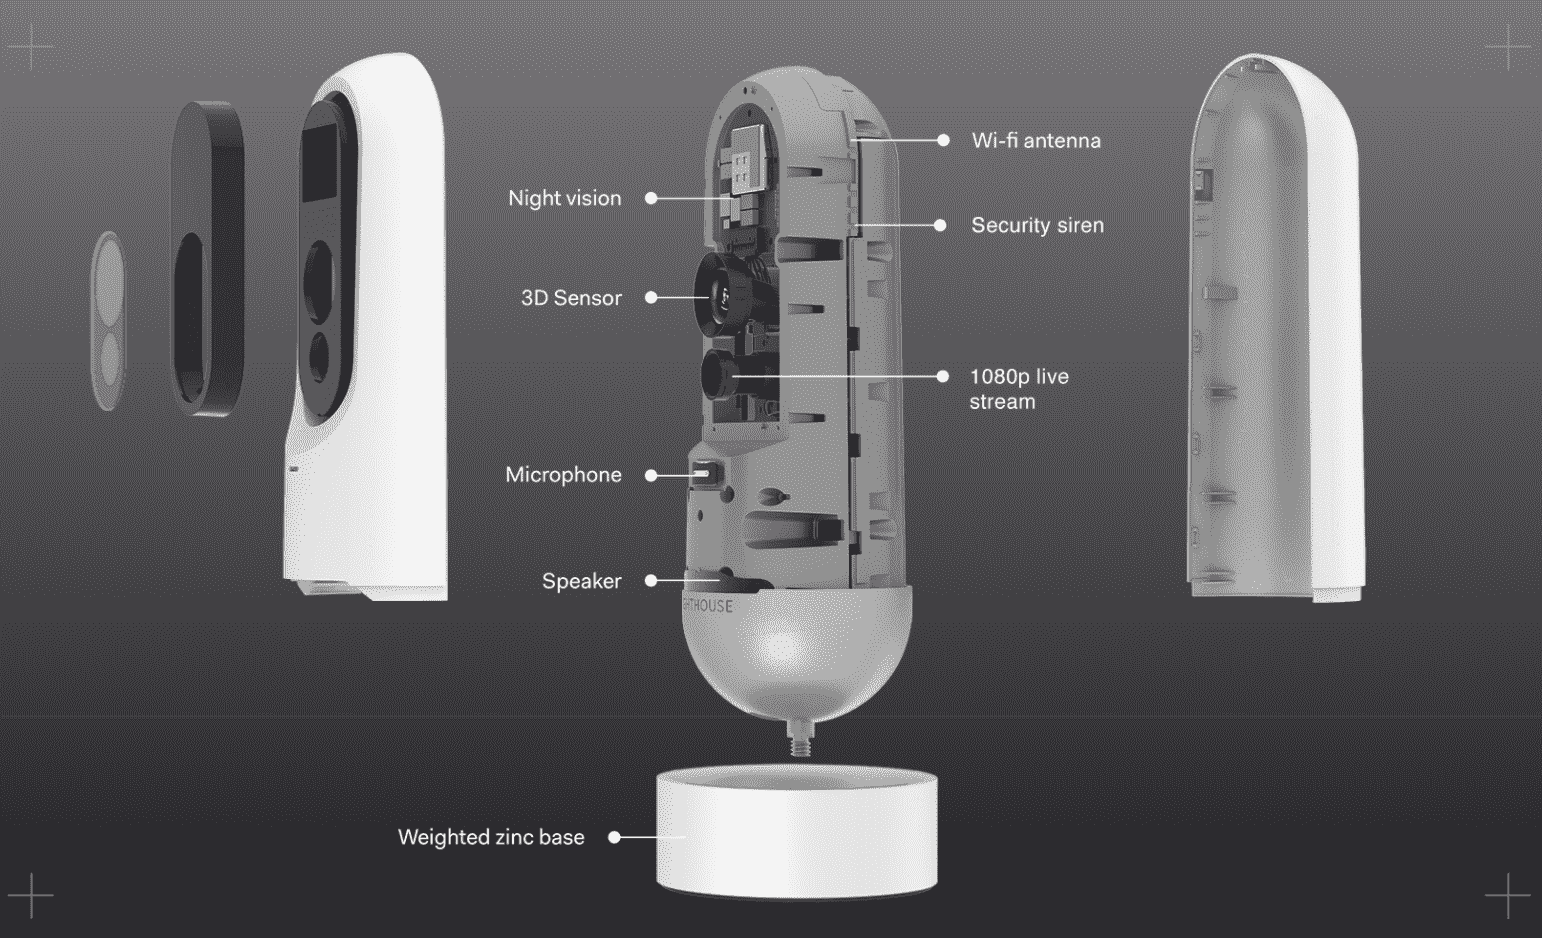 Wi-fi antenna
Night vision
Security siren
3D Sensor
1080p live
stream
Microphone
Speaker
GHTHOUSE
Weighted zinc base